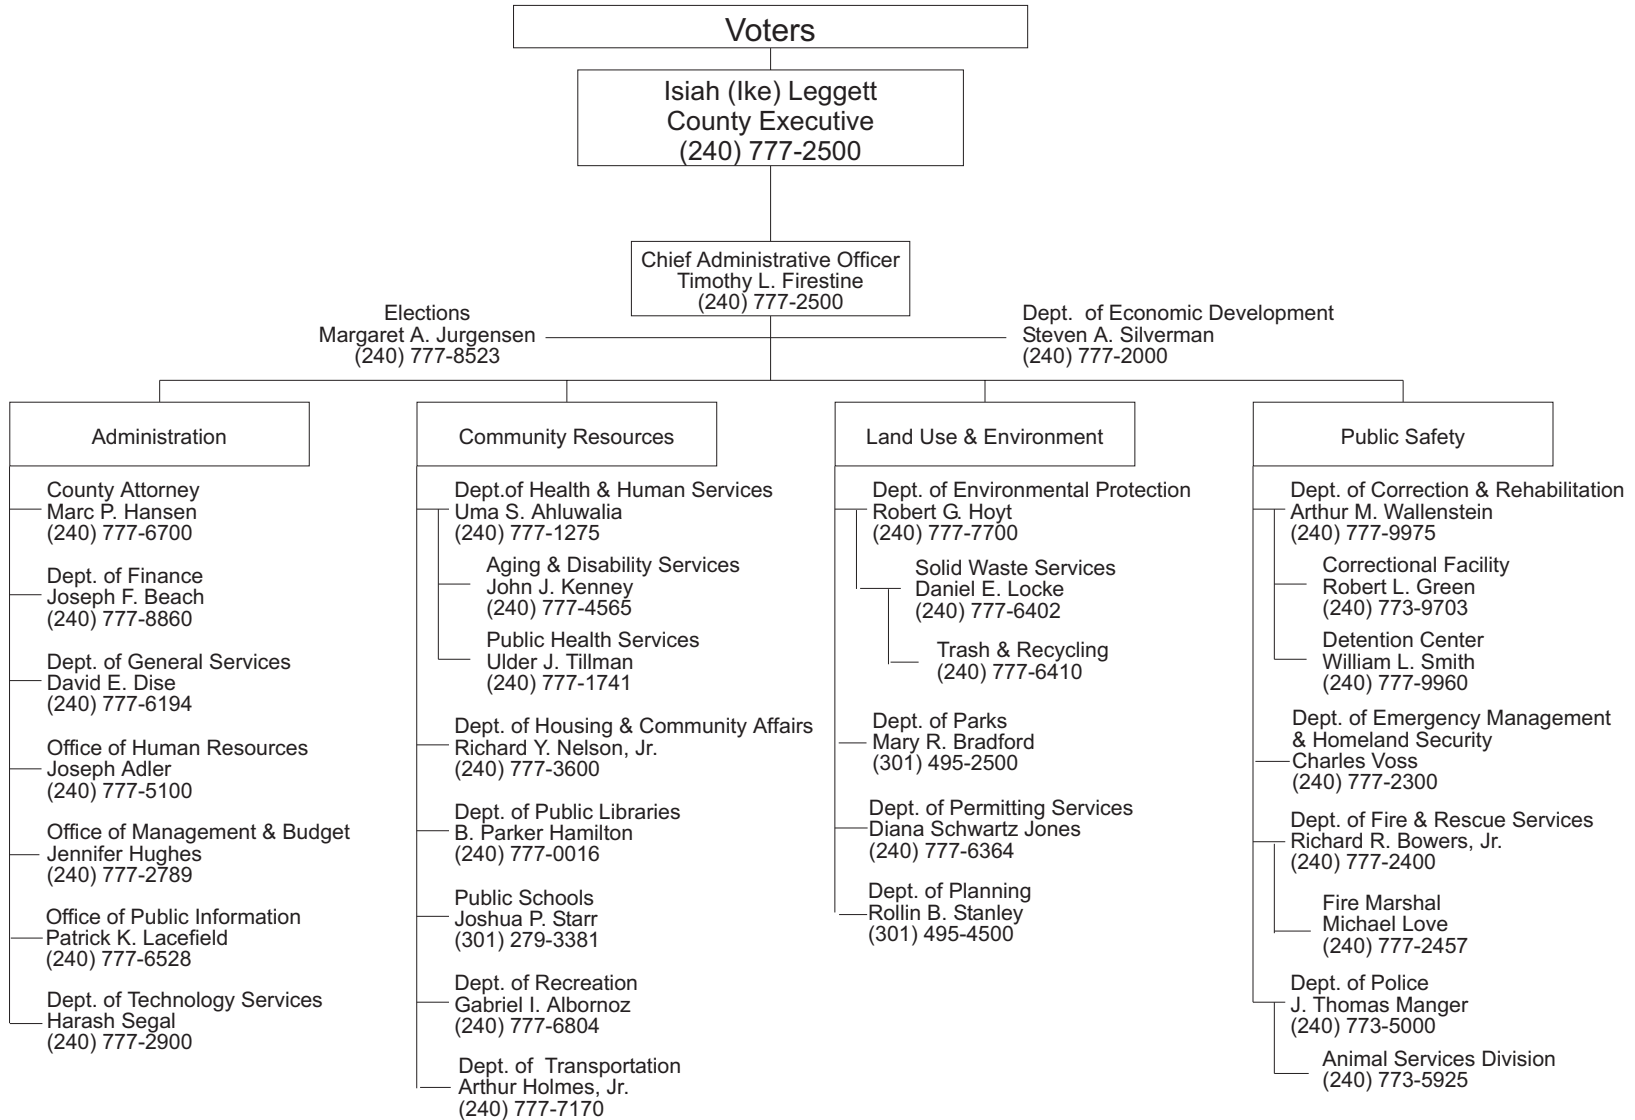 Voters
Isiah (Ike) Leggett
County Executive
(240) 777-2500
Chief Administrative Officer
Timothy L. Firestine
(240) 777-2500
Elections
Margaret A. Jurgensen
(240) 777-8523
Dept. of Economic Development
Steven A. Silverman
(240) 777-2000
Administration
County Attorney
Marc P. Hansen
(240) 777-6700
Dept. of Finance
Joseph F. Beach
(240) 777-8860
Dept. of General Services
David E. Dise
(240) 777-6194
Office of Human Resources
Joseph Adler
(240) 777-5100
Office of Management & Budget
Jennifer Hughes
(240) 777-2789
Office of Public Information
Patrick K. Lacefield
(240) 777-6528
Dept. of Technology Services
Harash Segal
(240) 777-2900
Community Resources
Dept.of Health & Human Services
Uma S. Ahluwalia
(240) 777-1275
Aging & Disability Services
John J. Kenney
(240) 777-4565
Public Health Services
Ulder J. Tillman
(240) 777-1741
Dept. of Housing & Community Affairs
Richard Y. Nelson, Jr.
(240) 777-3600
Dept. of Public Libraries
B. Parker Hamilton
(240) 777-0016
Public Schools
Joshua P. Starr
(301) 279-3381
Dept. of Recreation
Gabriel I. Albornoz
(240) 777-6804
Dept. of Transportation
Arthur Holmes, Jr.
(240) 777-7170
Land Use & Environment
Dept. of Environmental Protection
Robert G. Hoyt
(240) 777-7700
Solid Waste Services
Daniel E. Locke
(240) 777-6402
Trash & Recycling
(240) 777-6410
Dept. of Parks
Mary R. Bradford
(301) 495-2500
Dept. of Permitting Services
Diana Schwartz Jones
(240) 777-6364
Dept. of Planning
Rollin B. Stanley
(301) 495-4500
Public Safety
Dept. of Correction & Rehabilitation
Arthur M. Wallenstein
(240) 777-9975
Correctional Facility
Robert L. Green
(240) 773-9703
Detention Center
William L. Smith
(240) 777-9960
Dept. of Emergency Management
& Homeland Security
Charles Voss
(240) 777-2300
Dept. of Fire & Rescue Services
Richard R. Bowers, Jr.
(240) 777-2400
Fire Marshal
Michael Love
(240) 777-2457
Dept. of Police
J. Thomas Manger
(240) 773-5000
Animal Services Division
(240) 773-5925